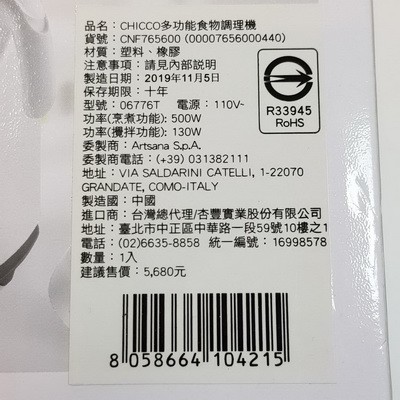 品名：CHICCO多功能食物調理機
貨號：CNF765600 (00007656000440)
材質：塑料、橡膠
注意事項：請見內部說明
製造日期：2019年11月5日
保存期限：十年
型號：06776T 電源：110V~
功率(烹煮功能)：500W
功率(攪拌功能)：130W
委製商：Artsana S.p.A.
委製商電話：(+39) 031382111
地址：VIA SALDARINI CATELLI, 1-22070
GRANDATE, COMO-ITALY
製造國：中國
進口商：台灣總代理/杏豐實業股份有限公司
地址：臺北市中正區中華路一段59號10樓之1
電話：(02)6635-8858 統一編號：16998578
數量：1入
建議售價：5,680元
R33945
RoHS
8 058664 104215